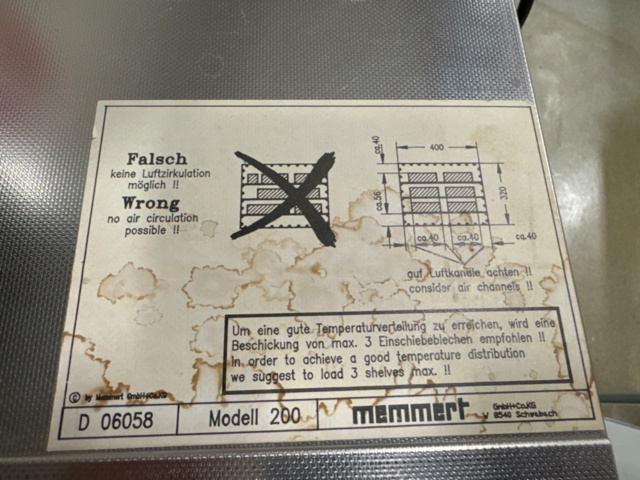 Falsch
keine Luftzirkulation
möglich !!
Wrong
no air circulation
possible !!
ca.40
400
ca.56
320
ca.40
ca.40
ca.40
auf Luftkanäle achten !!
consider air channels !!
Um eine gute Temperaturverteilung zu erreichen, wird eine
Beschickung von max. 3 Einschiebeblechen empfohlen !!
In order to achieve a good temperature distribution
we suggest to load 3 shelves max. !!
© by Memmert GmbH+Co.KG
D 06058
Modell 200
memmert
GmbH+Co.KG
8540 Schwabach